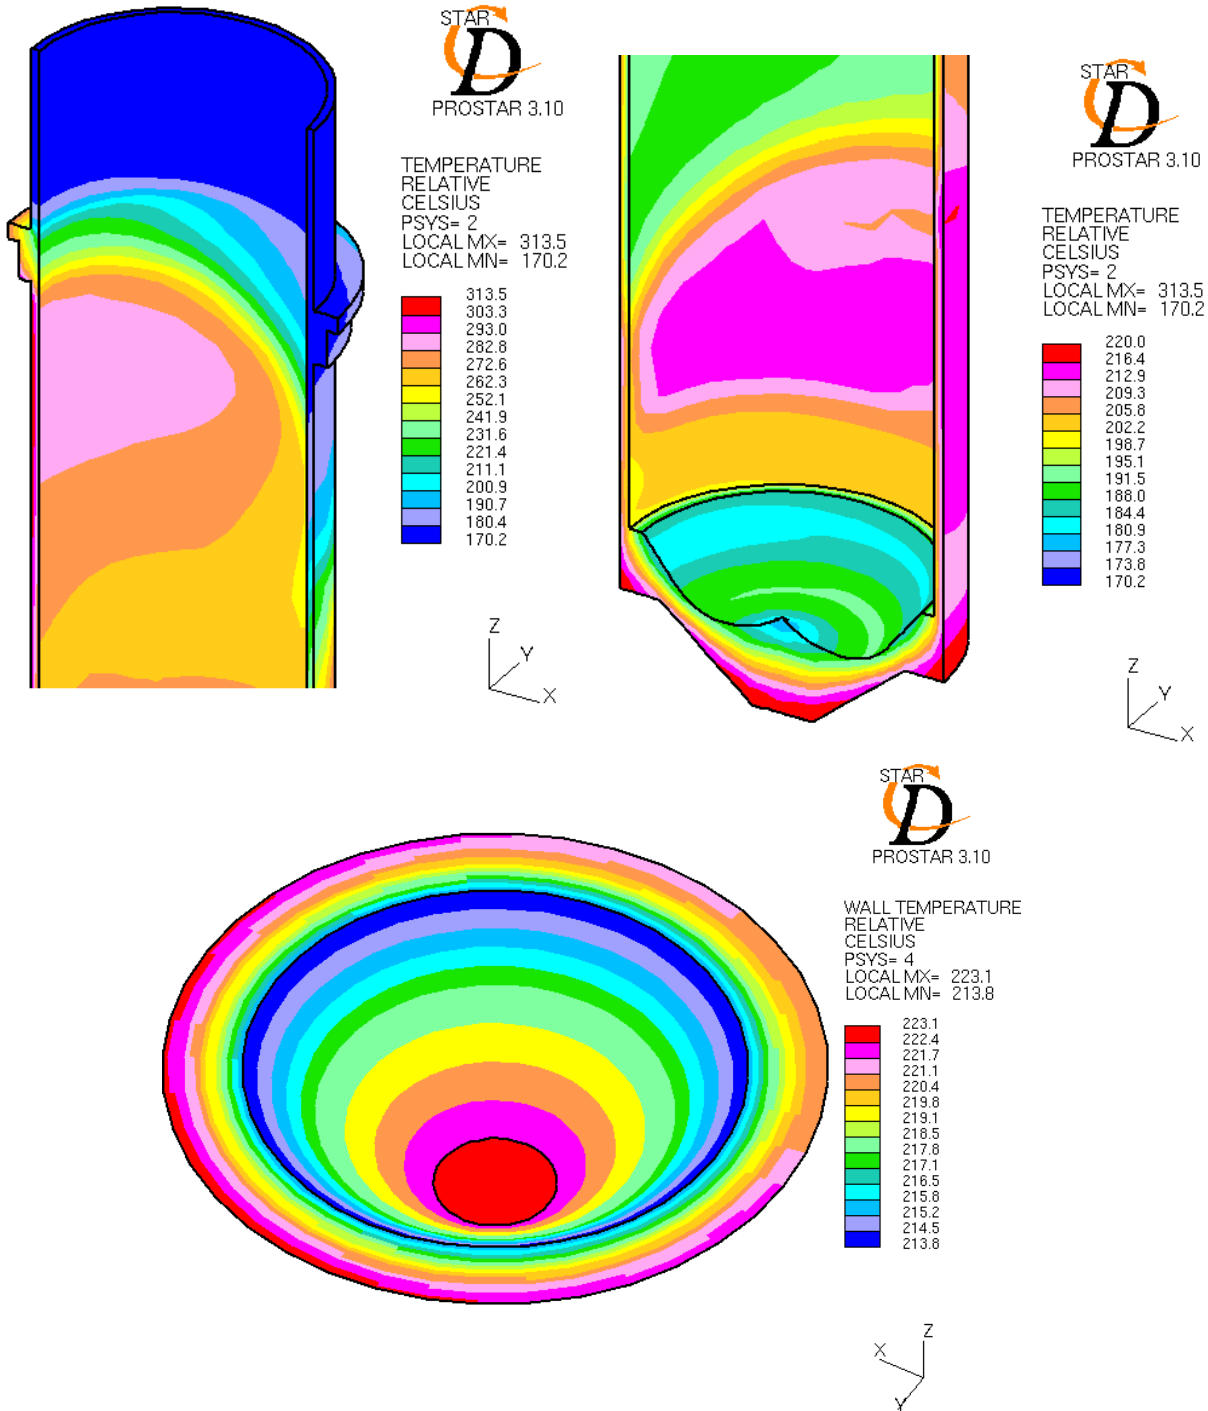 STAR
D
PROSTAR 3.10
TEMPERATURE
RELATIVE
CELSIUS
PSYS= 2
LOCAL MX= 313.5
LOCAL MN= 170.2
313.5
303.3
293.0
282.8
272.6
262.3
252.1
241.9
231.6
221.4
211.1
200.9
190.7
180.4
170.2
Z
Y
X
STAR
D
PROSTAR 3.10
TEMPERATURE
RELATIVE
CELSIUS
PSYS= 2
LOCAL MX= 313.5
LOCAL MN= 170.2
220.0
216.4
212.9
209.3
205.8
202.2
198.7
195.1
191.5
188.0
184.4
180.9
177.3
173.8
170.2
Z
Y
X
STAR
D
PROSTAR 3.10
WALL TEMPERATURE
RELATIVE
CELSIUS
PSYS= 4
LOCAL MX= 223.1
LOCAL MN= 213.8
223.1
222.4
221.7
221.1
220.4
219.8
219.1
218.5
217.8
217.1
216.5
215.8
215.2
214.5
213.8
Z
X
Y